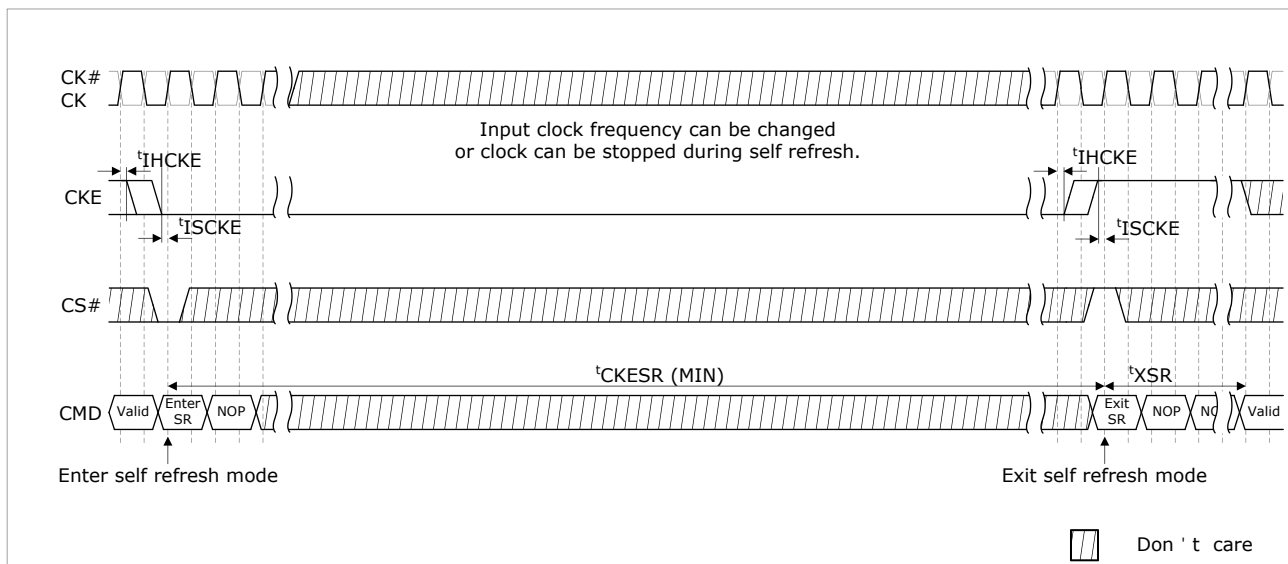 CK#
CK
Input clock frequency can be changed
or clock can be stopped during self refresh.
tIHCKE
tIHCKE
CKE
tISCKE
tISCKE
CS#
tCKESR (MIN)
tXSR
CMD
Valid
Enter
SR
NOP
Exit
SR
NOP
Valid
Enter self refresh mode
Exit self refresh mode
Don ' t care